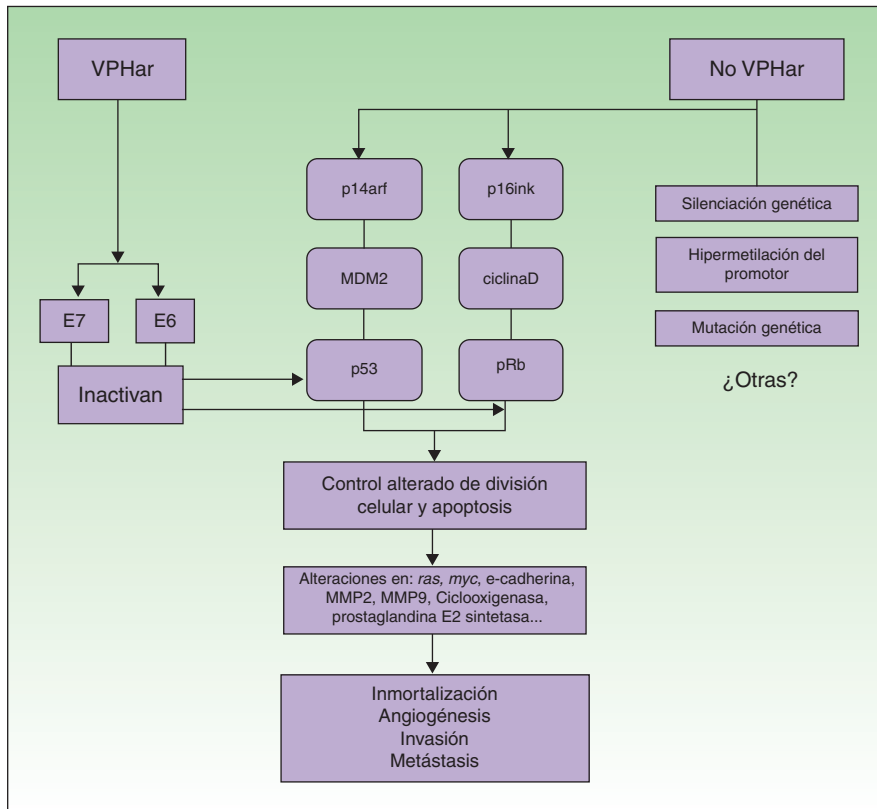 VPHar
No VPHar
p14arf
p16ink
Silenciación genética
MDM2
ciclinaD
Hipermetilación del
promotor
E7
E6
Mutación genética
p53
pRb
¿Otras?
Inactivan
Control alterado de división
celular y apoptosis
Alteraciones en: ras, myc, e-cadherina,
MMP2, MMP9, Ciclooxigenasa,
prostaglandina E2 sintetasa...
Inmortalización
Angiogénesis
Invasión
Metástasis